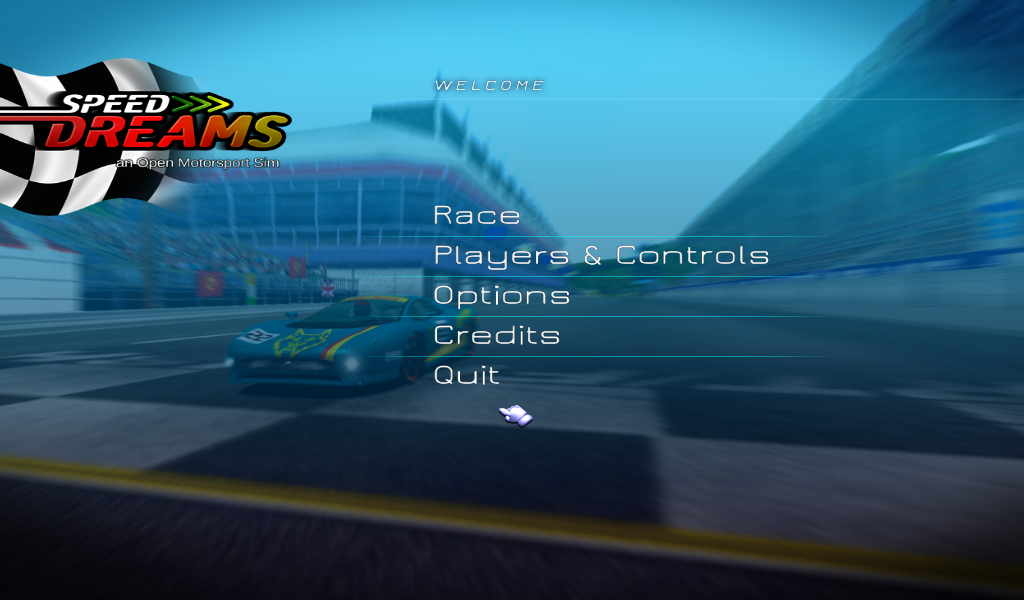 WELCOME
SPEED
DREAMS
an Open Motorsport Sim
Race
Players & Controls
Options
Credits
Quit